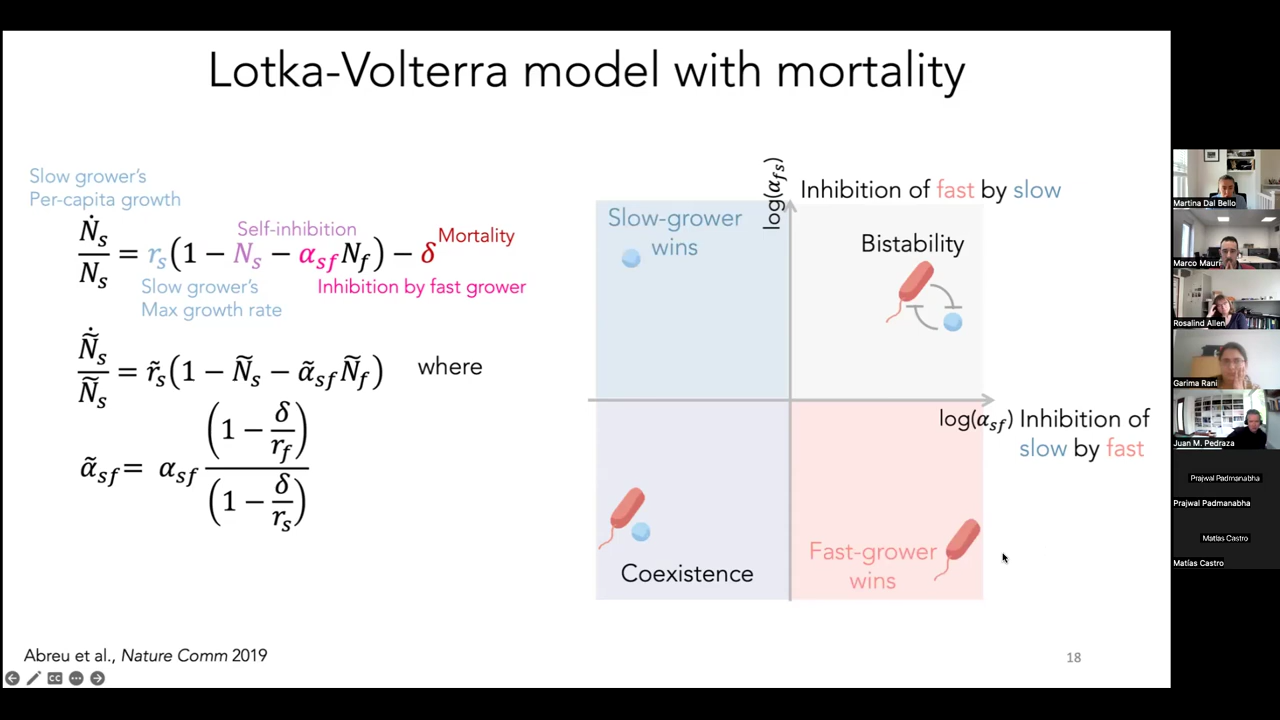 Lotka-Volterra model with mortality
Slow grower's
Per-capita growth
Self-inhibition
Mortality
Ṅₛ/Nₛ = rₛ(1 − Nₛ − αₛf Nf) − δ
Slow grower's
Max growth rate
Inhibition by fast grower
Ñ̇ₛ/Ñₛ = r̃ₛ(1 − Ñₛ − α̃ₛf Ñf) where
α̃ₛf = αₛf (1 − δ/rf)/(1 − δ/rₛ)
log(αfₛ)
Inhibition of fast by slow
Slow-grower
wins
Bistability
log(αₛf) Inhibition of
slow by fast
Coexistence
Fast-grower
wins
Abreu et al., Nature Comm 2019
18
CC
Martina Dal Bello
Marco Mauri
Rosalind Allen
Garima Rani
Juan M. Pedraza
Prajwal Padmanabha
Prajwal Padmanabha
Matías Castro
Matías Castro